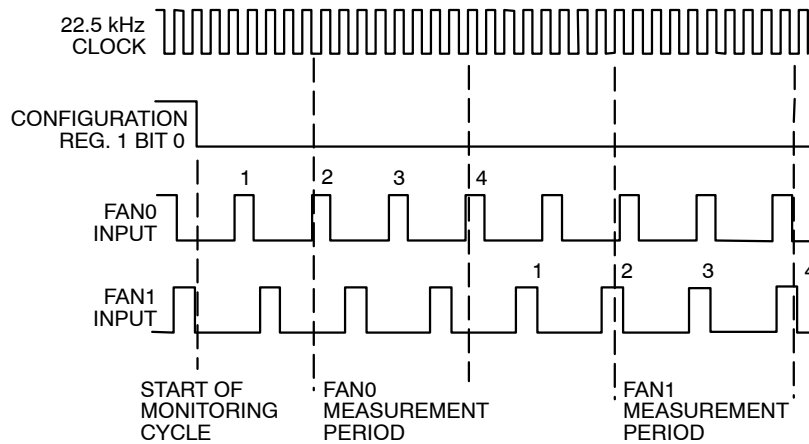 22.5 kHz
CLOCK
CONFIGURATION
REG. 1 BIT 0
1 2 3 4
FAN0
INPUT
1 2 3 4
FAN1
INPUT
START OF
MONITORING
CYCLE
FAN0
MEASUREMENT
PERIOD
FAN1
MEASUREMENT
PERIOD